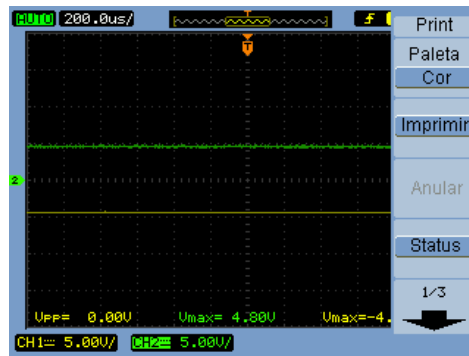 AUTO 200.0us/
Print
Paleta
Cor
T
Imprimir
2
Anular
Status
1/3
Vpp= 0.00V Vmax= 4.80V Vmax=-4.
CH1 5.00V/ CH2 5.00V/